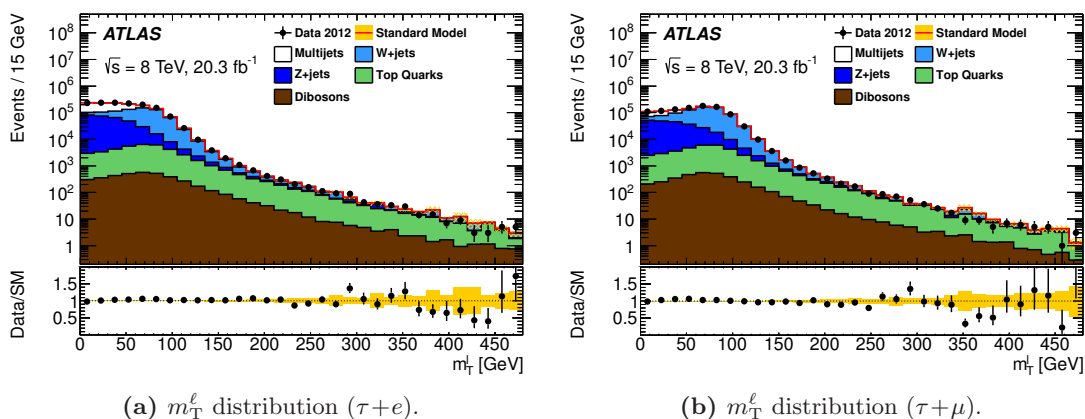 Events / 15 GeV
10⁸
10⁷
10⁶
10⁵
10⁴
10³
10²
10
1
ATLAS
√s = 8 TeV, 20.3 fb⁻¹
Data 2012
Standard Model
Multijets
W+jets
Z+jets
Top Quarks
Dibosons
Data/SM
1.5
1
0.5
0 50 100 150 200 250 300 350 400 450
m_T^l [GeV]
(a) m_T^ℓ distribution (τ+e).
Events / 15 GeV
10⁸
10⁷
10⁶
10⁵
10⁴
10³
10²
10
1
ATLAS
√s = 8 TeV, 20.3 fb⁻¹
Data 2012
Standard Model
Multijets
W+jets
Z+jets
Top Quarks
Dibosons
Data/SM
1.5
1
0.5
0 50 100 150 200 250 300 350 400 450
m_T^l [GeV]
(b) m_T^ℓ distribution (τ+μ).